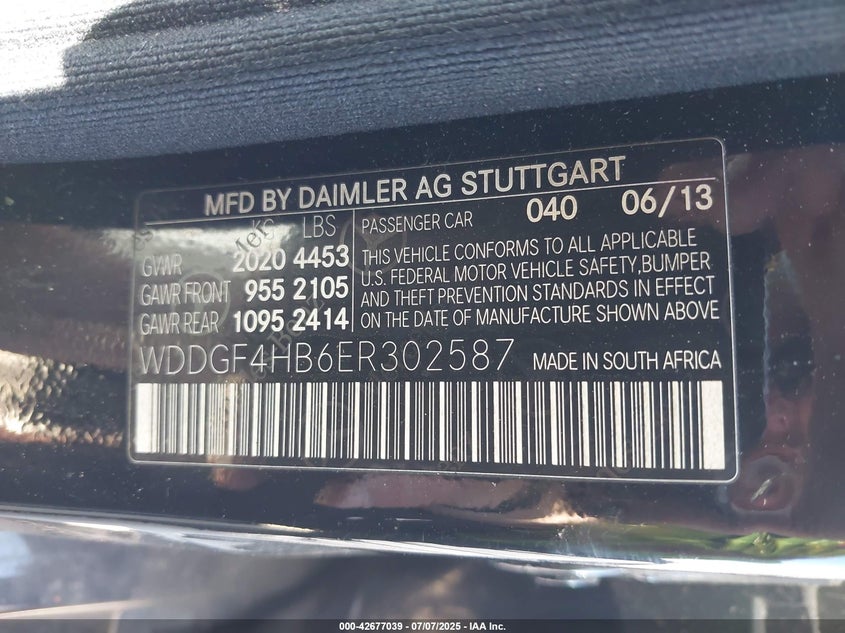 MFD BY DAIMLER AG STUTTGART
KG LBS PASSENGER CAR 040 06/13
GVWR 2020 4453
GAWR FRONT 955 2105
GAWR REAR 1095 2414
THIS VEHICLE CONFORMS TO ALL APPLICABLE
U.S. FEDERAL MOTOR VEHICLE SAFETY,BUMPER
AND THEFT PREVENTION STANDARDS IN EFFECT
ON THE DATE OF MANUFACTURE SHOWN ABOVE
WDDGF4HB6ER302587 MADE IN SOUTH AFRICA
000-42677039 | 07/07/2025 - IAA Inc.